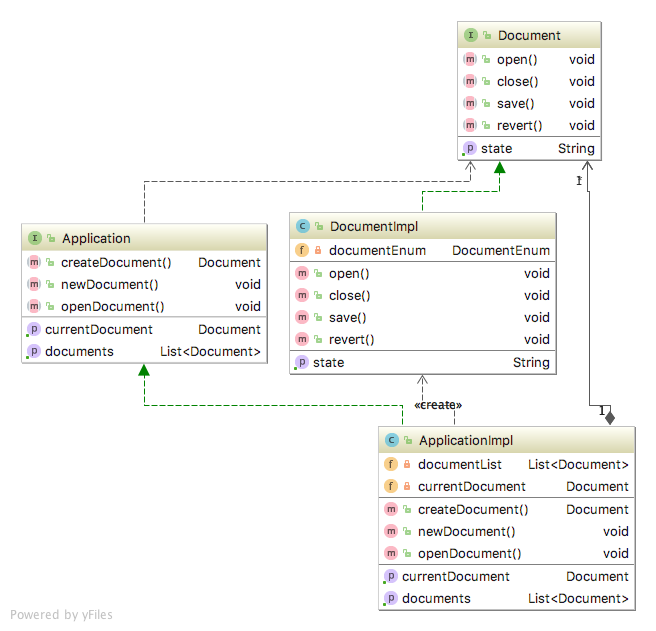 Document
open() void
close() void
save() void
revert() void
state String
1
*
Application
createDocument() Document
newDocument() void
openDocument() void
currentDocument Document
documents List<Document>
DocumentImpl
documentEnum DocumentEnum
open() void
close() void
save() void
revert() void
state String
«create»
1
ApplicationImpl
documentList List<Document>
currentDocument Document
createDocument() Document
newDocument() void
openDocument() void
currentDocument Document
documents List<Document>
Powered by yFiles